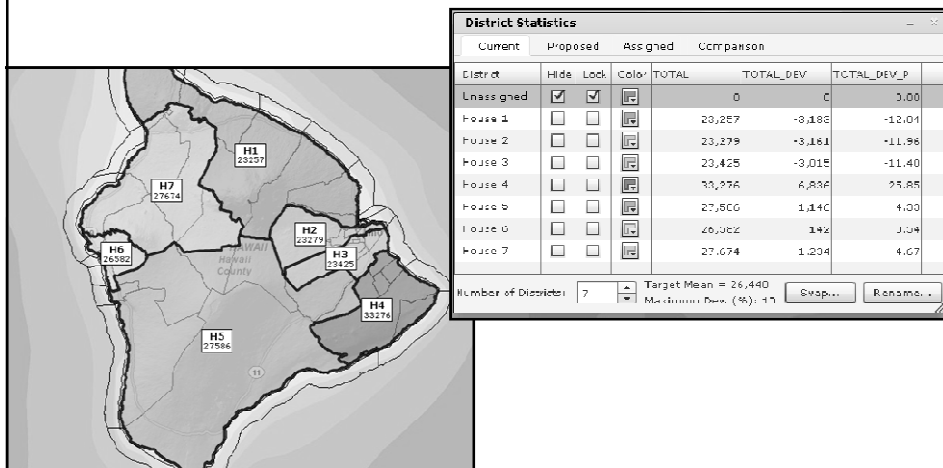 District Statistics
Current Proposed Assigned Comparison
District Hide Lock Color TOTAL TOTAL_DEV TOTAL_DEV_P
Unassigned 0 0 0.00
House 1 23,257 -3,183 -12.04
House 2 23,279 -3,161 -11.96
House 3 23,425 -3,015 -11.40
House 4 33,276 6,836 25.85
House 5 27,586 1,146 4.33
House 6 26,582 142 0.54
House 7 27,674 1,234 4.67
Number of Districts: 7 Target Mean = 26,440
Maximum Dev. (%): Swap... Rename...
H1
23257
H7
27674
H2
23279
HAWAII
H6
26582
H3
23425
Hawaii
County
H4
33276
H5
27586
11